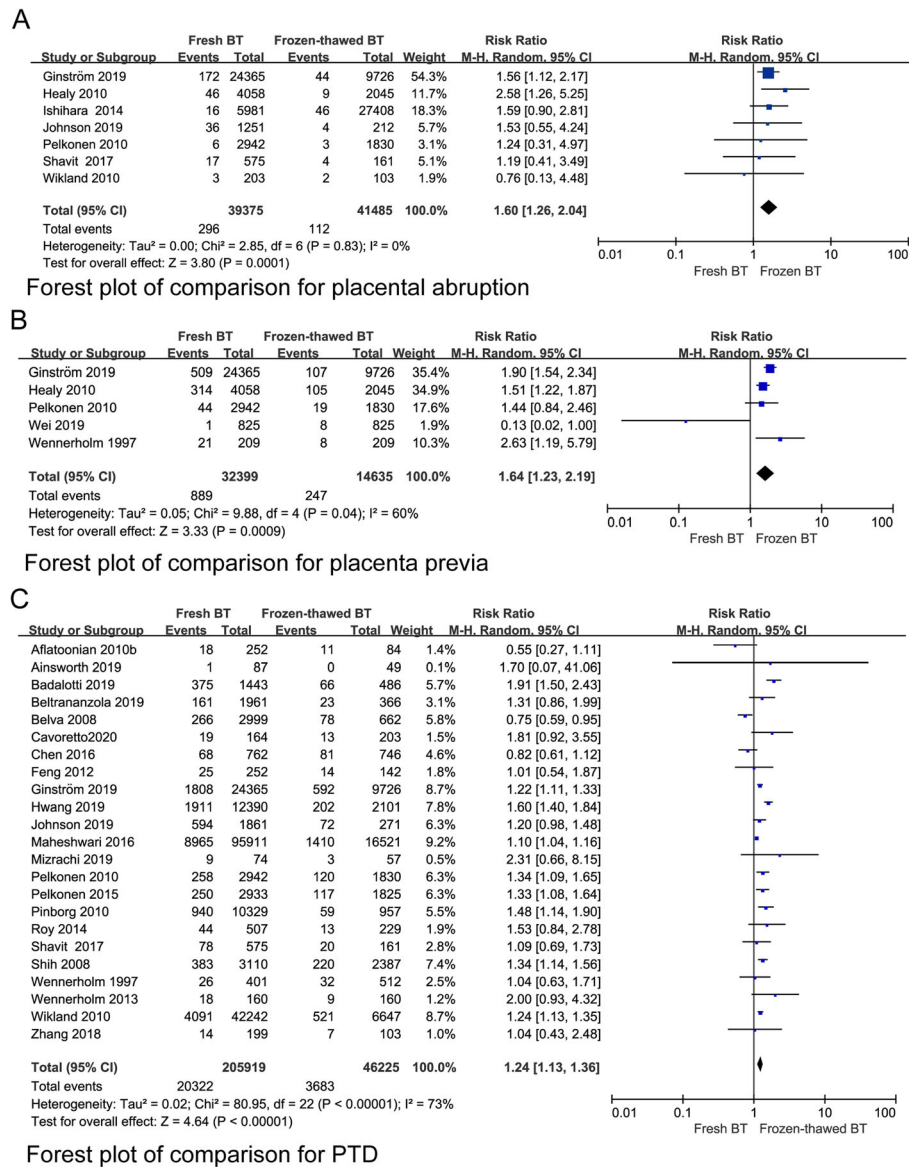 A
Fresh BT Frozen-thawed BT Risk Ratio Risk Ratio
Study or Subgroup Events Total Events Total Weight M-H. Random. 95% CI M-H. Random. 95% CI
Ginström 2019 172 24365 44 9726 54.3% 1.56 [1.12, 2.17]
Healy 2010 46 4058 9 2045 11.7% 2.58 [1.26, 5.25]
Ishihara 2014 16 5981 46 27408 18.3% 1.59 [0.90, 2.81]
Johnson 2019 36 1251 4 212 5.7% 1.53 [0.55, 4.24]
Pelkonen 2010 6 2942 3 1830 3.1% 1.24 [0.31, 4.97]
Shavit 2017 17 575 4 161 5.1% 1.19 [0.41, 3.49]
Wikland 2010 3 203 2 103 1.9% 0.76 [0.13, 4.48]
Total (95% CI) 39375 41485 100.0% 1.60 [1.26, 2.04]
Total events 296 112
Heterogeneity: Tau² = 0.00; Chi² = 2.85, df = 6 (P = 0.83); I² = 0%
Test for overall effect: Z = 3.80 (P = 0.0001)
0.01 0.1 1 10 100
Fresh BT Frozen BT
Forest plot of comparison for placental abruption
B
Fresh BT Frozen-thawed BT Risk Ratio Risk Ratio
Study or Subgroup Events Total Events Total Weight M-H. Random. 95% CI M-H. Random. 95% CI
Ginström 2019 509 24365 107 9726 35.4% 1.90 [1.54, 2.34]
Healy 2010 314 4058 105 2045 34.9% 1.51 [1.22, 1.87]
Pelkonen 2010 44 2942 19 1830 17.6% 1.44 [0.84, 2.46]
Wei 2019 1 825 8 825 1.9% 0.13 [0.02, 1.00]
Wennerholm 1997 21 209 8 209 10.3% 2.63 [1.19, 5.79]
Total (95% CI) 32399 14635 100.0% 1.64 [1.23, 2.19]
Total events 889 247
Heterogeneity: Tau² = 0.05; Chi² = 9.88, df = 4 (P = 0.04); I² = 60%
Test for overall effect: Z = 3.33 (P = 0.0009)
0.01 0.1 1 10 100
Fresh BT Frozen BT
Forest plot of comparison for placenta previa
C
Fresh BT Frozen-thawed BT Risk Ratio Risk Ratio
Study or Subgroup Events Total Events Total Weight M-H. Random. 95% CI M-H. Random. 95% CI
Aflatoonian 2010b 18 252 11 84 1.4% 0.55 [0.27, 1.11]
Ainsworth 2019 1 87 0 49 0.1% 1.70 [0.07, 41.06]
Badalotti 2019 375 1443 66 486 5.7% 1.91 [1.50, 2.43]
Beltrananzola 2019 161 1961 23 366 3.1% 1.31 [0.86, 1.99]
Belva 2008 266 2999 78 662 5.8% 0.75 [0.59, 0.95]
Cavoretto2020 19 164 13 203 1.5% 1.81 [0.92, 3.55]
Chen 2016 68 762 81 746 4.6% 0.82 [0.61, 1.12]
Feng 2012 25 252 14 142 1.8% 1.01 [0.54, 1.87]
Ginström 2019 1808 24365 592 9726 8.7% 1.22 [1.11, 1.33]
Hwang 2019 1911 12390 202 2101 7.8% 1.60 [1.40, 1.84]
Johnson 2019 594 1861 72 271 6.3% 1.20 [0.98, 1.48]
Maheshwari 2016 8965 95911 1410 16521 9.2% 1.10 [1.04, 1.16]
Mizrachi 2019 9 74 3 57 0.5% 2.31 [0.66, 8.15]
Pelkonen 2010 258 2942 120 1830 6.4% 1.34 [1.09, 1.65]
Pelkonen 2015 250 2933 117 1825 6.3% 1.33 [1.08, 1.64]
Pinborg 2010 940 10329 59 957 5.5% 1.48 [1.14, 1.90]
Roy 2014 44 507 13 229 1.9% 1.53 [0.84, 2.78]
Shavit 2017 78 575 20 161 2.8% 1.09 [0.69, 1.73]
Shih 2008 383 3110 220 2387 7.4% 1.34 [1.14, 1.56]
Wennerholm 1997 26 401 32 512 2.4% 1.04 [0.63, 1.71]
Wennerholm 2013 18 160 9 160 1.2% 2.00 [0.93, 4.32]
Wikland 2010 4091 42242 521 6647 8.7% 1.24 [1.13, 1.35]
Zhang 2018 14 199 7 103 1.0% 1.04 [0.43, 2.48]
Total (95% CI) 205919 46225 100.0% 1.24 [1.13, 1.36]
Total events 20322 3683
Heterogeneity: Tau² = 0.02; Chi² = 80.95, df = 22 (P < 0.00001); I² = 73%
Test for overall effect: Z = 4.64 (P < 0.00001)
0.01 0.1 1 10 100
Fresh BT Frozen-thawed BT
Forest plot of comparison for PTD